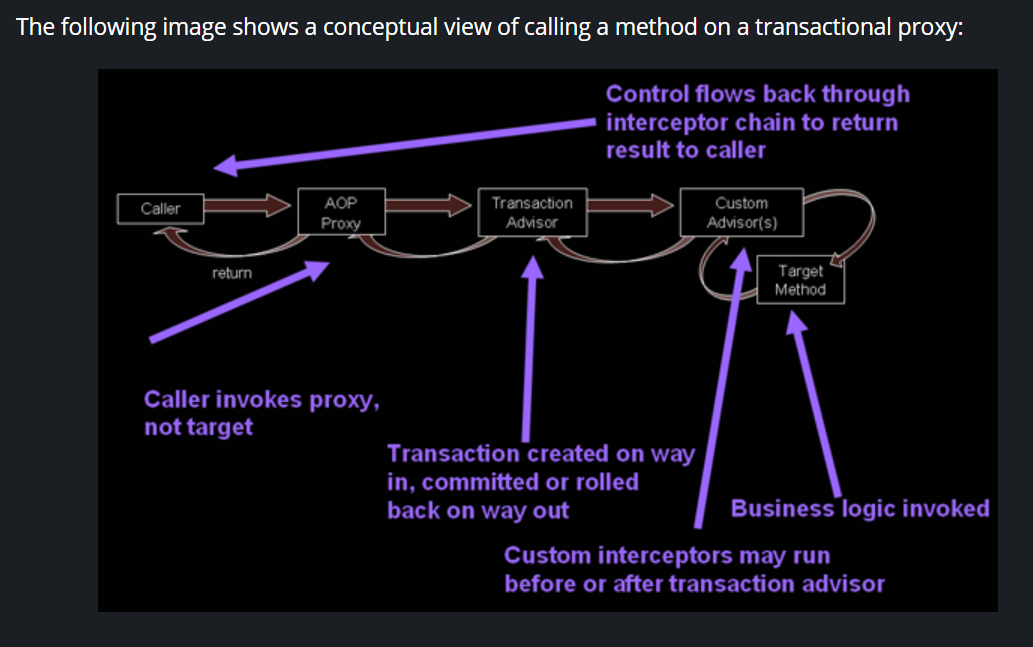 The following image shows a conceptual view of calling a method on a transactional proxy:
Control flows back through
interceptor chain to return
result to caller
Caller
AOP
Proxy
Transaction
Advisor
Custom
Advisor(s)
Target
Method
return
Caller invokes proxy,
not target
Transaction created on way
in, committed or rolled
back on way out
Business logic invoked
Custom interceptors may run
before or after transaction advisor